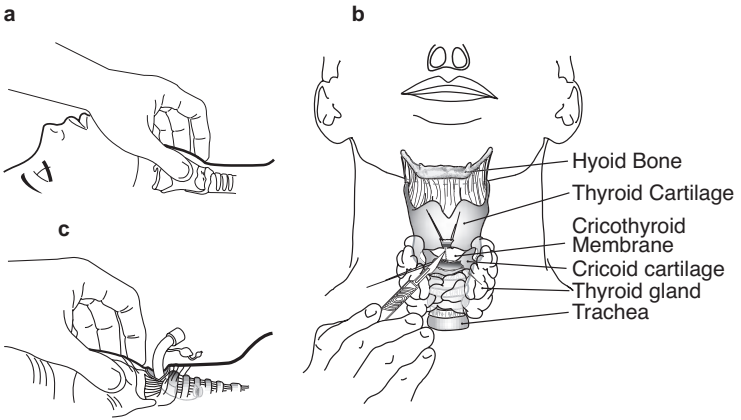 a
b
Hyoid Bone
Thyroid Cartilage
Cricothyroid
Membrane
Cricoid cartilage
Thyroid gland
Trachea
c